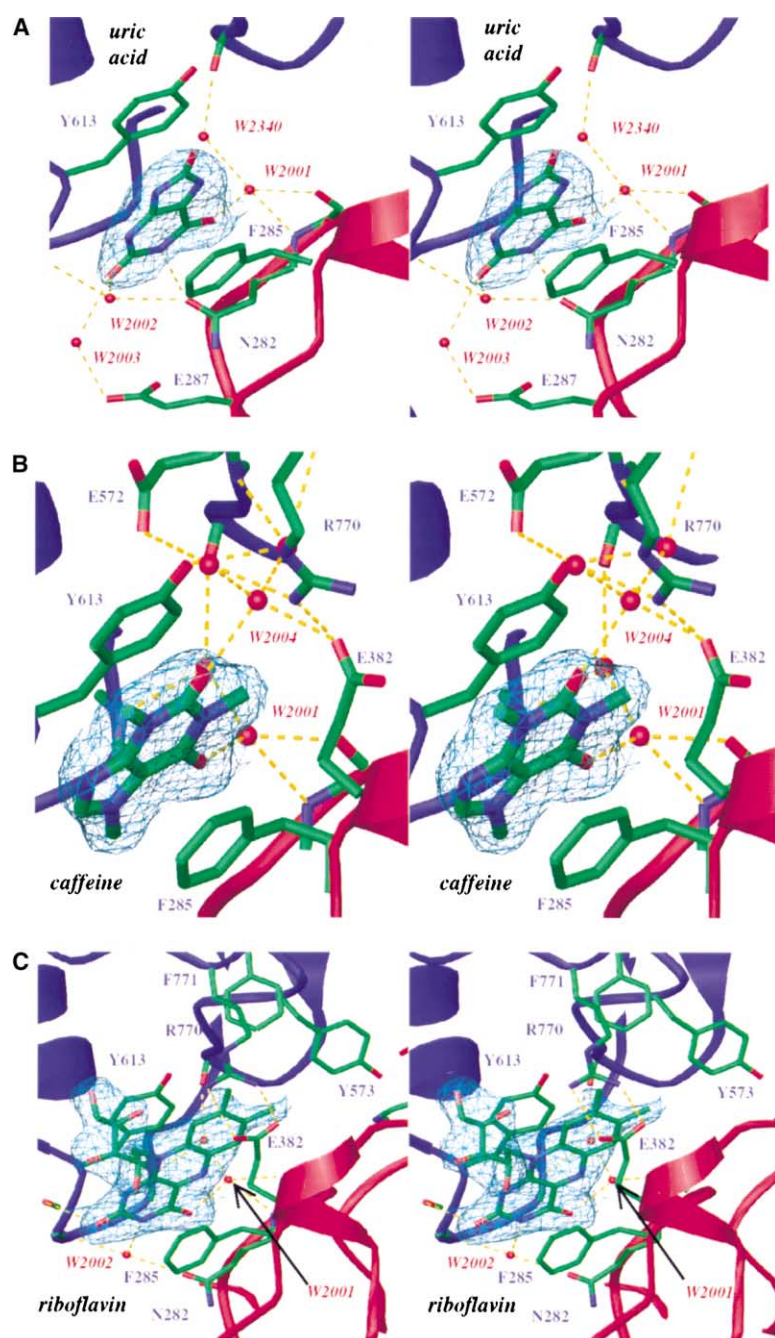 A
uric
acid
Y613
W2340
W2001
F285
W2002
N282
W2003
E287
uric
acid
Y613
W2340
W2001
F285
W2002
N282
W2003
E287
B
E572
R770
Y613
W2004
E382
W2001
caffeine
F285
E572
R770
Y613
W2004
E382
W2001
caffeine
F285
C
F771
R770
Y613
Y573
E382
W2002
F285
W2001
riboflavin
N282
F771
R770
Y613
Y573
E382
W2002
F285
W2001
riboflavin
N282